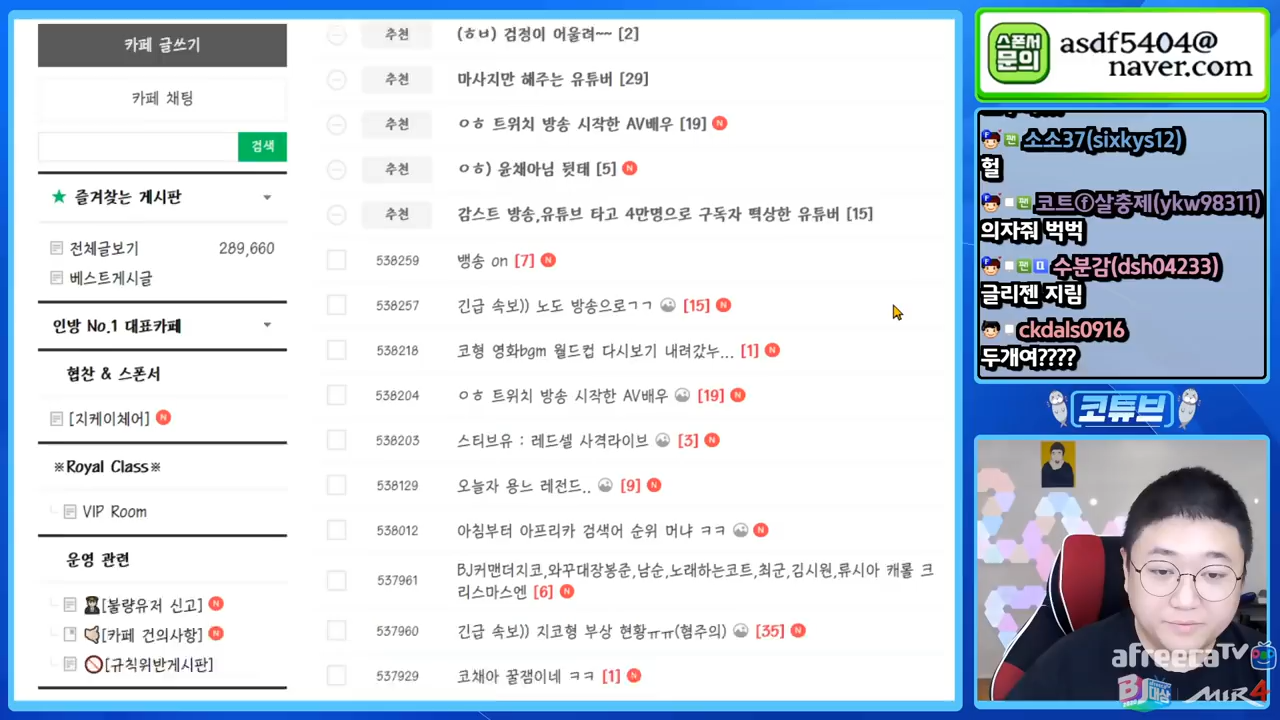 카페 글쓰기
카페 채팅
검색
★ 즐겨찾는 게시판
전체글보기 289,660
베스트게시글
인방 No.1 대표카페
협찬 & 스폰서
[지케이체어] N
※Royal Class※
VIP Room
운영 관련
[불량유저 신고] N
[카페 건의사항] N
[규칙위반게시판]
추천 (ㅎㅂ) 검정이 어울려~~ [2]
추천 마사지만 해주는 유튜버 [29]
추천 ㅇㅎ 트위치 방송 시작한 AV배우 [19] N
추천 ㅇㅎ) 윤채아님 뒷테 [5] N
추천 감스트 방송,유튜브 타고 4만명으로 구독자 떡상한 유튜버 [15]
538259 뱅송 on [7] N
538257 긴급 속보)) 노도 방송으로ㄱㄱ [15] N
538218 코형 영화bgm 월드컵 다시보기 내려갔누... [1] N
538204 ㅇㅎ 트위치 방송 시작한 AV배우 [19] N
538203 스티브유 : 레드셀 사격라이브 [3] N
538129 오늘자 용느 레전드.. [9] N
538012 아침부터 아프리카 검색어 순위 머냐 ㅋㅋ N
537961 BJ커맨더지코,와꾸대장봉준,남순,노래하는코트,최군,김시원,류시아 캐롤 크
리스마스엔 [6] N
537960 긴급 속보)) 지코형 부상 현황ㅠㅠ(혐주의) [35] N
537929 코채아 꿀잼이네 ㅋㅋ [1] N
스폰서
문의
asdf5404@
naver.com
팬 소소37(sixkys12)
헐
팬 코트ⓕ살충제(ykw98311)
의자줘 벅벅
팬 수분감(dsh04233)
글리젠 지림
ckdals0916
두개여????
코튜브
afreecaTV
BJ대상 | MIR4